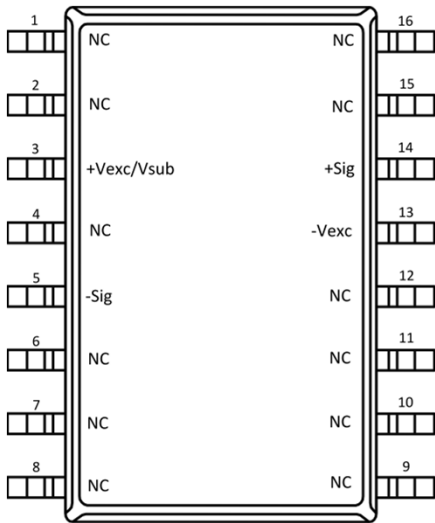 1 NC NC 16
2 NC NC 15
3 +Vexc/Vsub +Sig 14
4 NC -Vexc 13
5 -Sig NC 12
6 NC NC 11
7 NC NC 10
8 NC NC 9